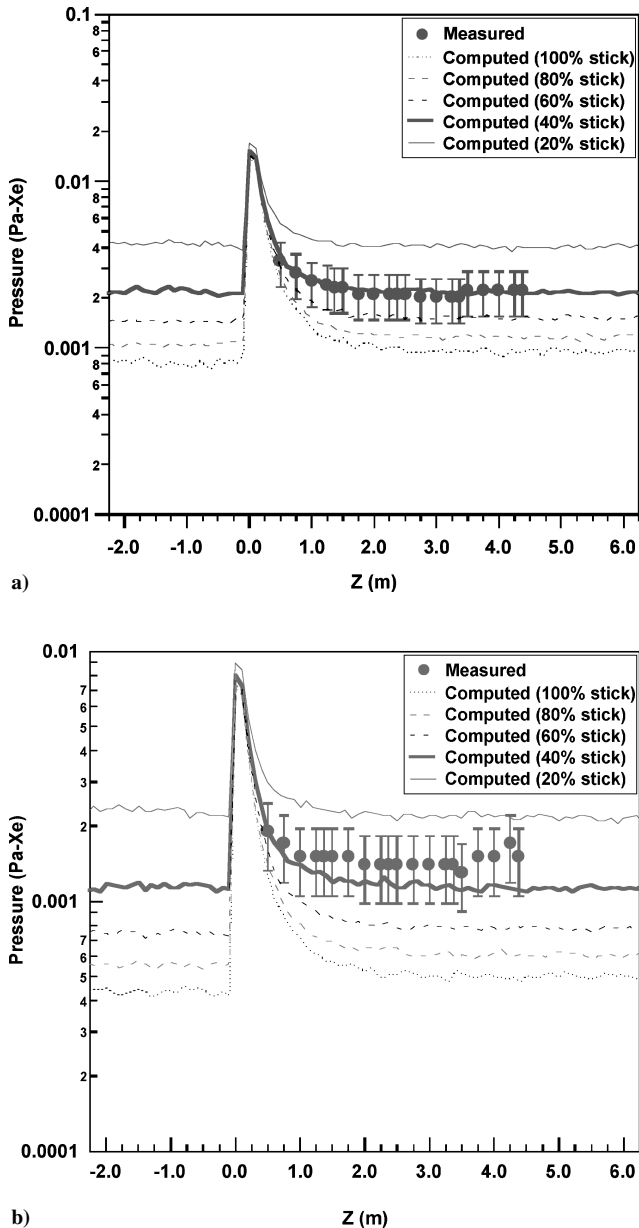 0.1
Measured
Computed (100% stick)
Computed (80% stick)
Computed (60% stick)
Computed (40% stick)
Computed (20% stick)
8
6
4
2
0.01
8
6
4
2
0.001
8
6
4
2
0.0001
Pressure (Pa-Xe)
-2.0 -1.0 0.0 1.0 2.0 3.0 4.0 5.0 6.0
Z (m)
a)
0.01
Measured
Computed (100% stick)
Computed (80% stick)
Computed (60% stick)
Computed (40% stick)
Computed (20% stick)
7
6
5
4
3
2
0.001
7
6
5
4
3
2
0.0001
Pressure (Pa-Xe)
-2.0 -1.0 0.0 1.0 2.0 3.0 4.0 5.0 6.0
Z (m)
b)